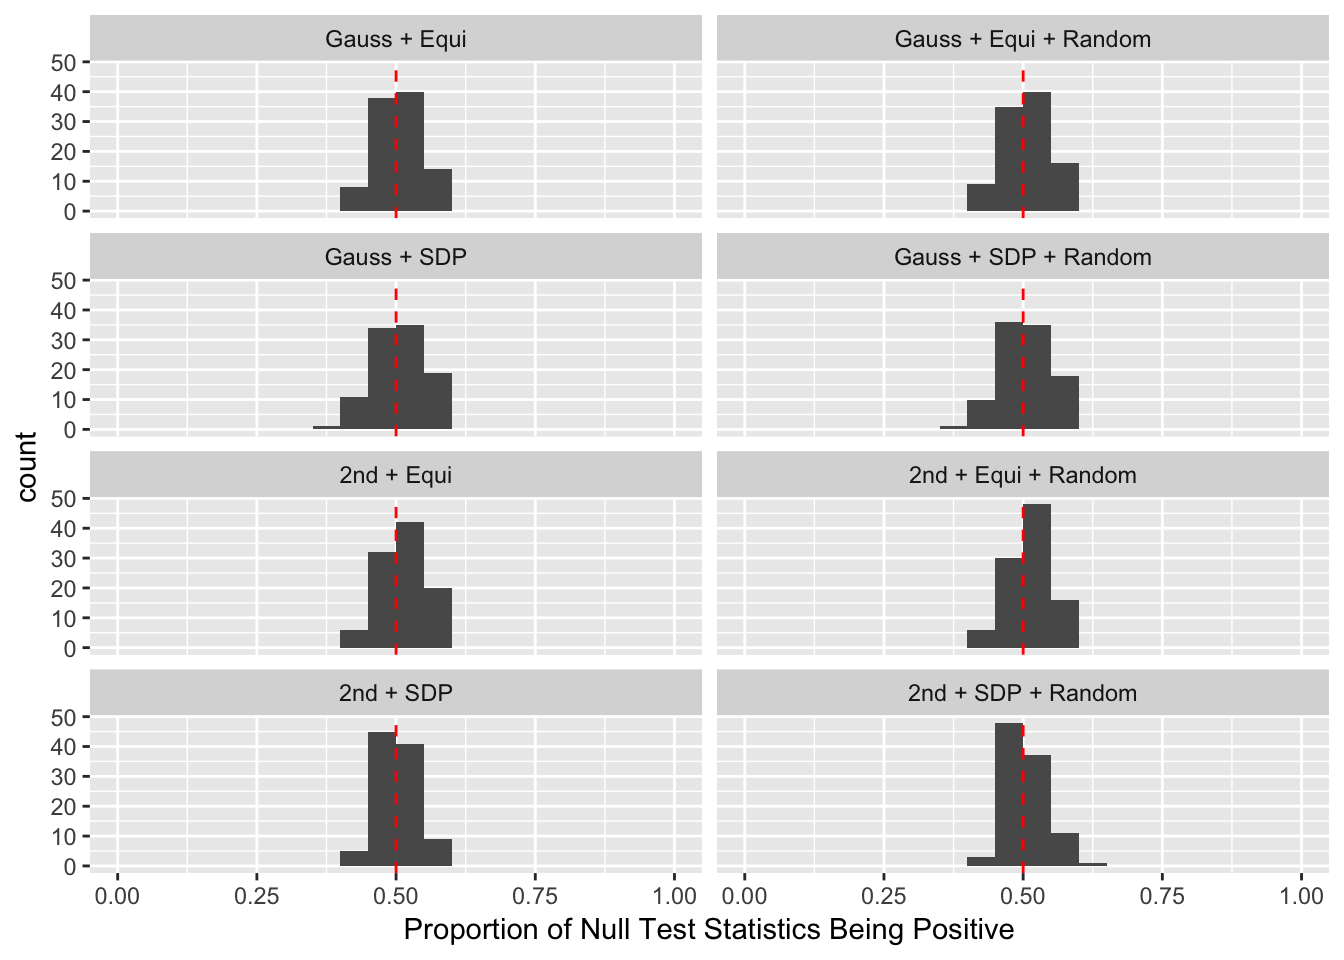 Gauss + Equi
Gauss + Equi + Random
50
40
30
20
10
0
Gauss + SDP
Gauss + SDP + Random
50
40
30
20
10
0
2nd + Equi
2nd + Equi + Random
50
40
30
20
10
0
2nd + SDP
2nd + SDP + Random
50
40
30
20
10
0
count
0.00 0.25 0.50 0.75 1.00
0.00 0.25 0.50 0.75 1.00
Proportion of Null Test Statistics Being Positive